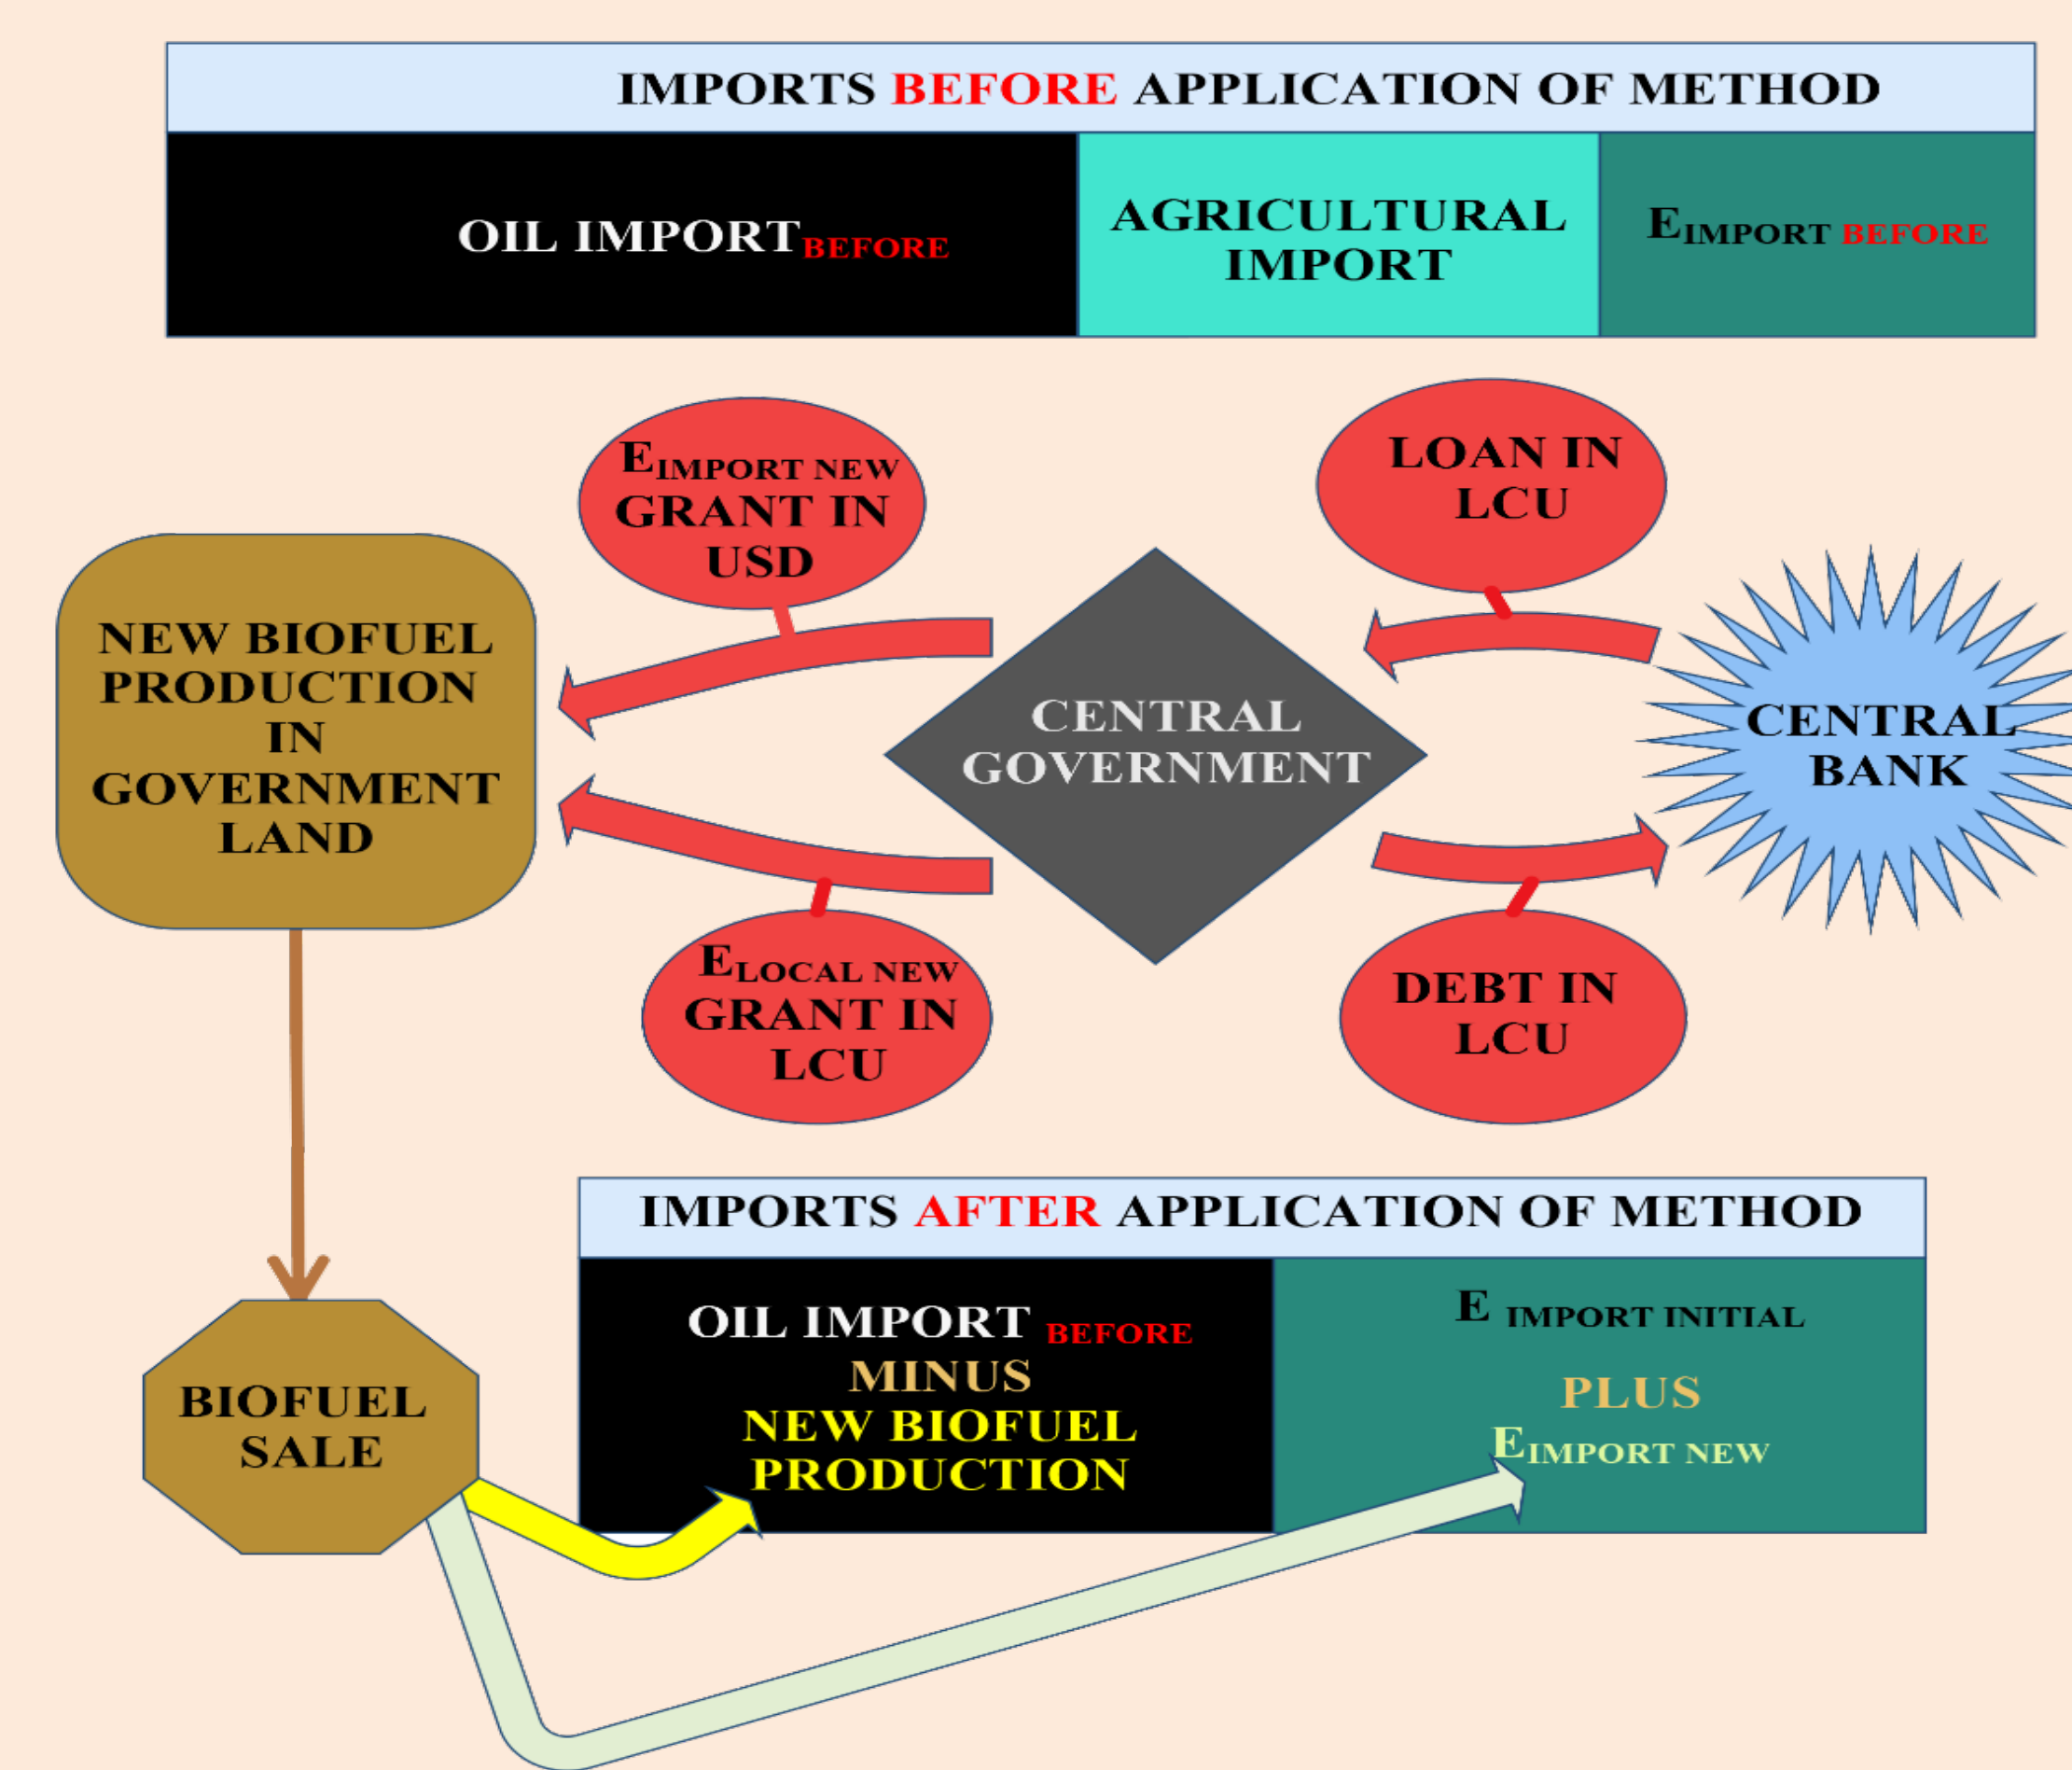 IMPORTS BEFORE APPLICATION OF METHOD
OIL IMPORTBEFORE
AGRICULTURAL
IMPORT
EIMPORT BEFORE
EIMPORT NEW
GRANT IN
USD
LOAN IN
LCU
NEW BIOFUEL
PRODUCTION
IN
GOVERNMENT
LAND
CENTRAL
GOVERNMENT
CENTRAL
BANK
ELOCAL NEW
GRANT IN
LCU
DEBT IN
LCU
IMPORTS AFTER APPLICATION OF METHOD
OIL IMPORT BEFORE
MINUS
NEW BIOFUEL
PRODUCTION
E IMPORT INITIAL
PLUS
EIMPORT NEW
BIOFUEL
SALE